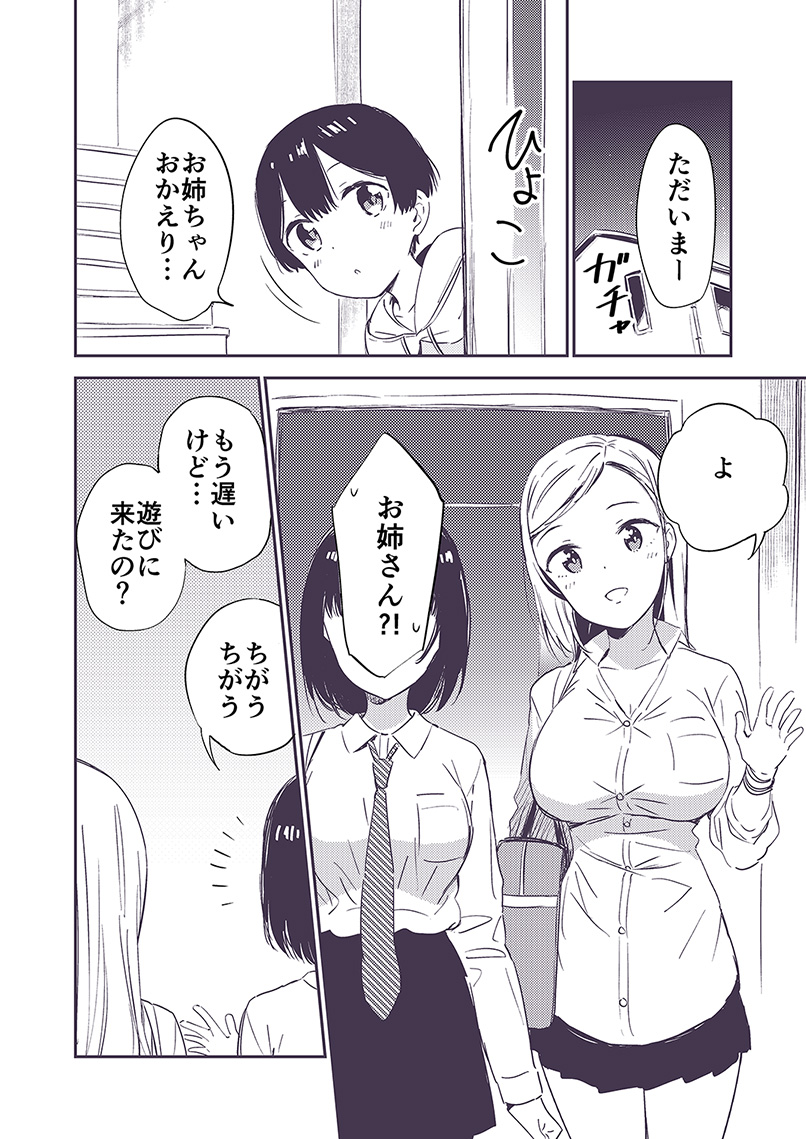 ただいまー
ガチャ
ひょこ
お姉ちゃん
おかえり…
よ
お姉さん?!
もう遅い
けど…
遊びに
来たの?
ちがう
ちがう